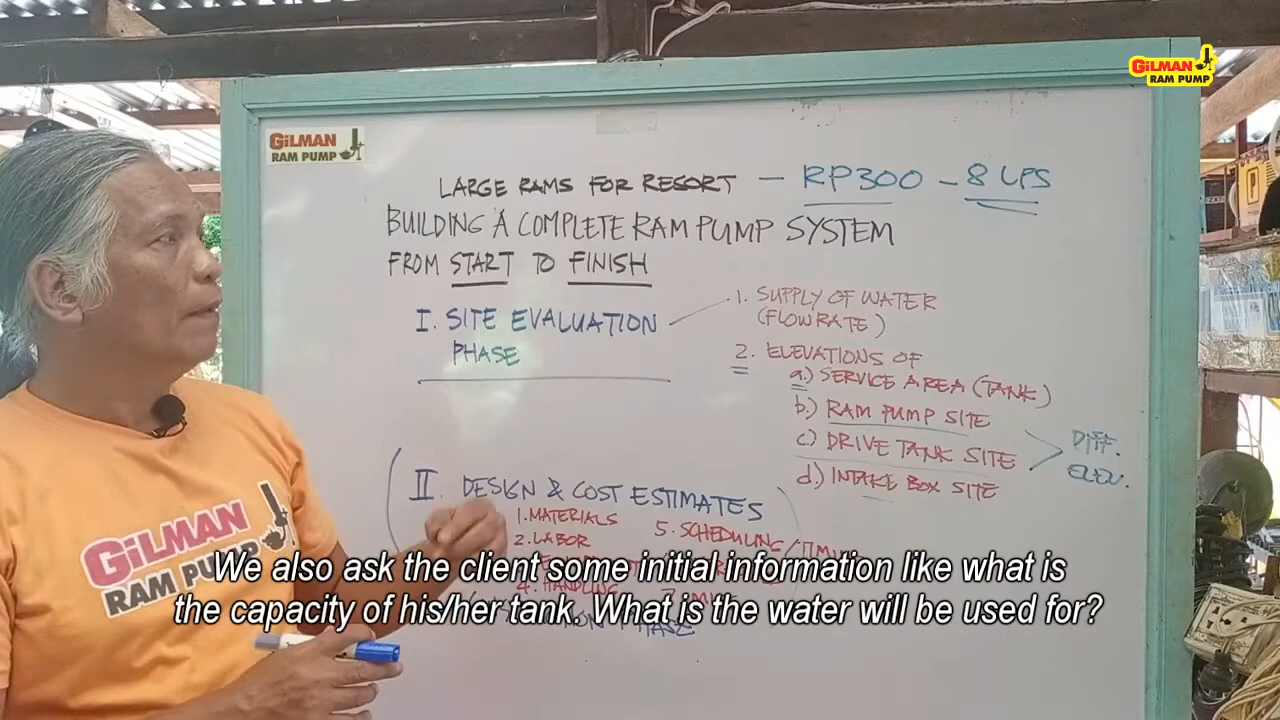 GILMAN
RAM PUMP
GILMAN
RAM PUMP
LARGE RAMS FOR RESORT — RP300 – 8 LPS
BUILDING A COMPLETE RAM PUMP SYSTEM
FROM START TO FINISH
I. SITE EVALUATION
PHASE
1. SUPPLY OF WATER
(FLOWRATE)
2. ELEVATIONS OF
a.) SERVICE AREA (TANK)
b.) RAM PUMP SITE
c.) DRIVE TANK SITE
d.) INTAKE BOX SITE
DIFF.
ELEV.
II. DESIGN & COST ESTIMATES
1. MATERIALS
2. LABOR
4. HANDLING
5. SCHEDULING
PHASE
GILMAN
RAM PUMP
We also ask the client some initial information like what is
the capacity of his/her tank. What is the water will be used for?